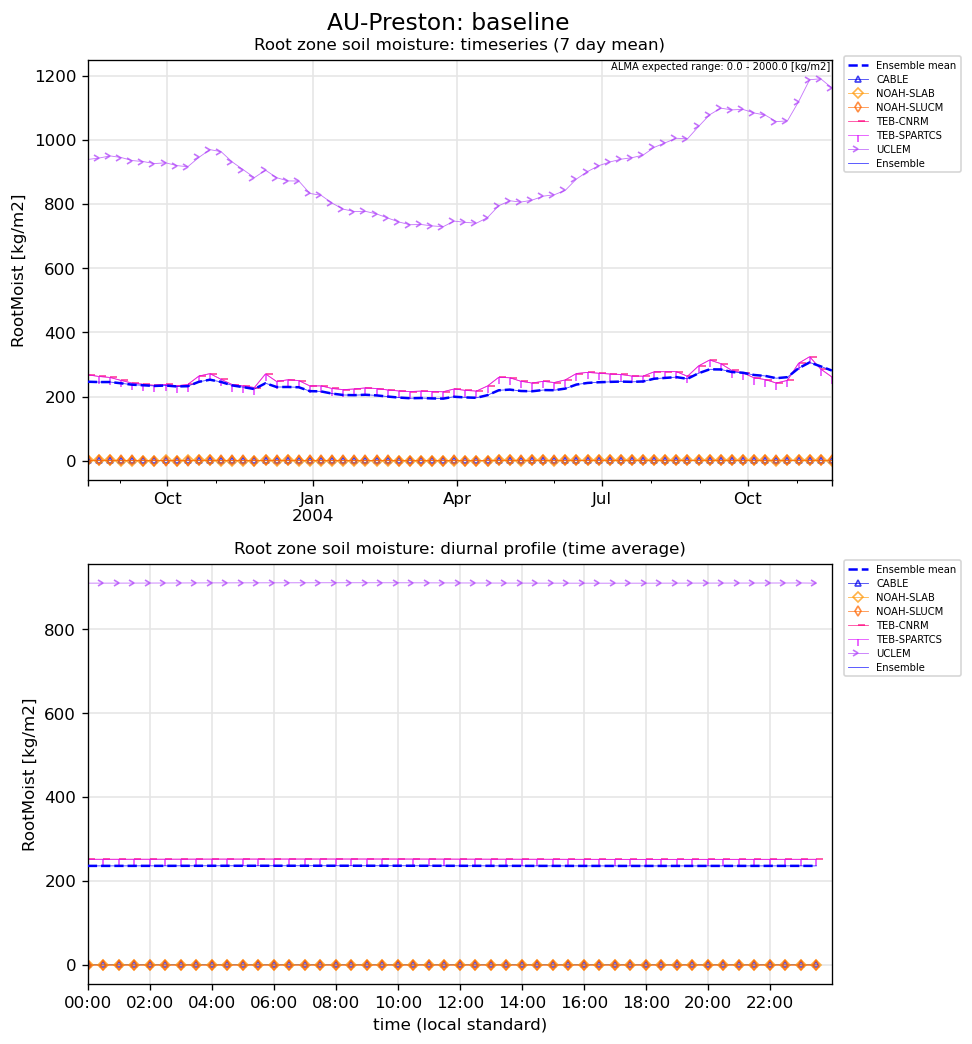 AU-Preston: baseline
Root zone soil moisture: timeseries (7 day mean)
ALMA expected range: 0.0 - 2000.0 [kg/m2]
RootMoist [kg/m2]
1200
1000
800
600
400
200
0
Oct
Jan
2004
Apr
Jul
Oct
Ensemble mean
CABLE
NOAH-SLAB
NOAH-SLUCM
TEB-CNRM
TEB-SPARTCS
UCLEM
Ensemble
Root zone soil moisture: diurnal profile (time average)
RootMoist [kg/m2]
800
600
400
200
0
00:00 02:00 04:00 06:00 08:00 10:00 12:00 14:00 16:00 18:00 20:00 22:00
time (local standard)
Ensemble mean
CABLE
NOAH-SLAB
NOAH-SLUCM
TEB-CNRM
TEB-SPARTCS
UCLEM
Ensemble